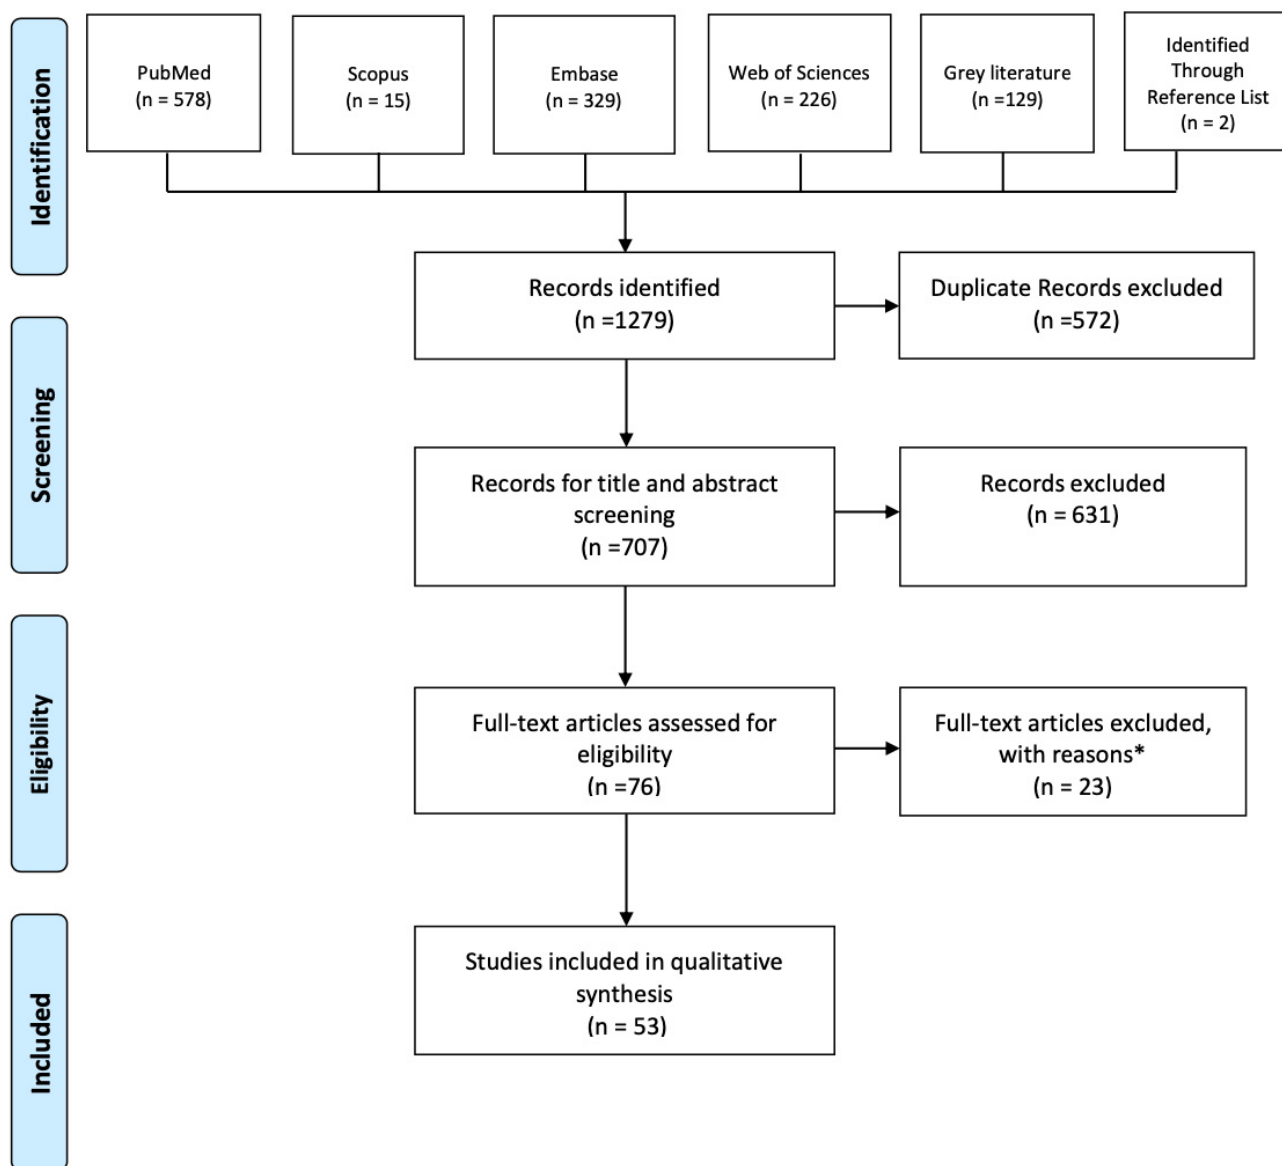 Identification
PubMed
(n = 578)
Scopus
(n = 15)
Embase
(n = 329)
Web of Sciences
(n = 226)
Grey literature
(n =129)
Identified
Through
Reference List
(n = 2)
Records identified
(n =1279)
Duplicate Records excluded
(n =572)
Screening
Records for title and abstract
screening
(n =707)
Records excluded
(n = 631)
Eligibility
Full-text articles assessed for
eligibility
(n =76)
Full-text articles excluded,
with reasons*
(n = 23)
Included
Studies included in qualitative
synthesis
(n = 53)